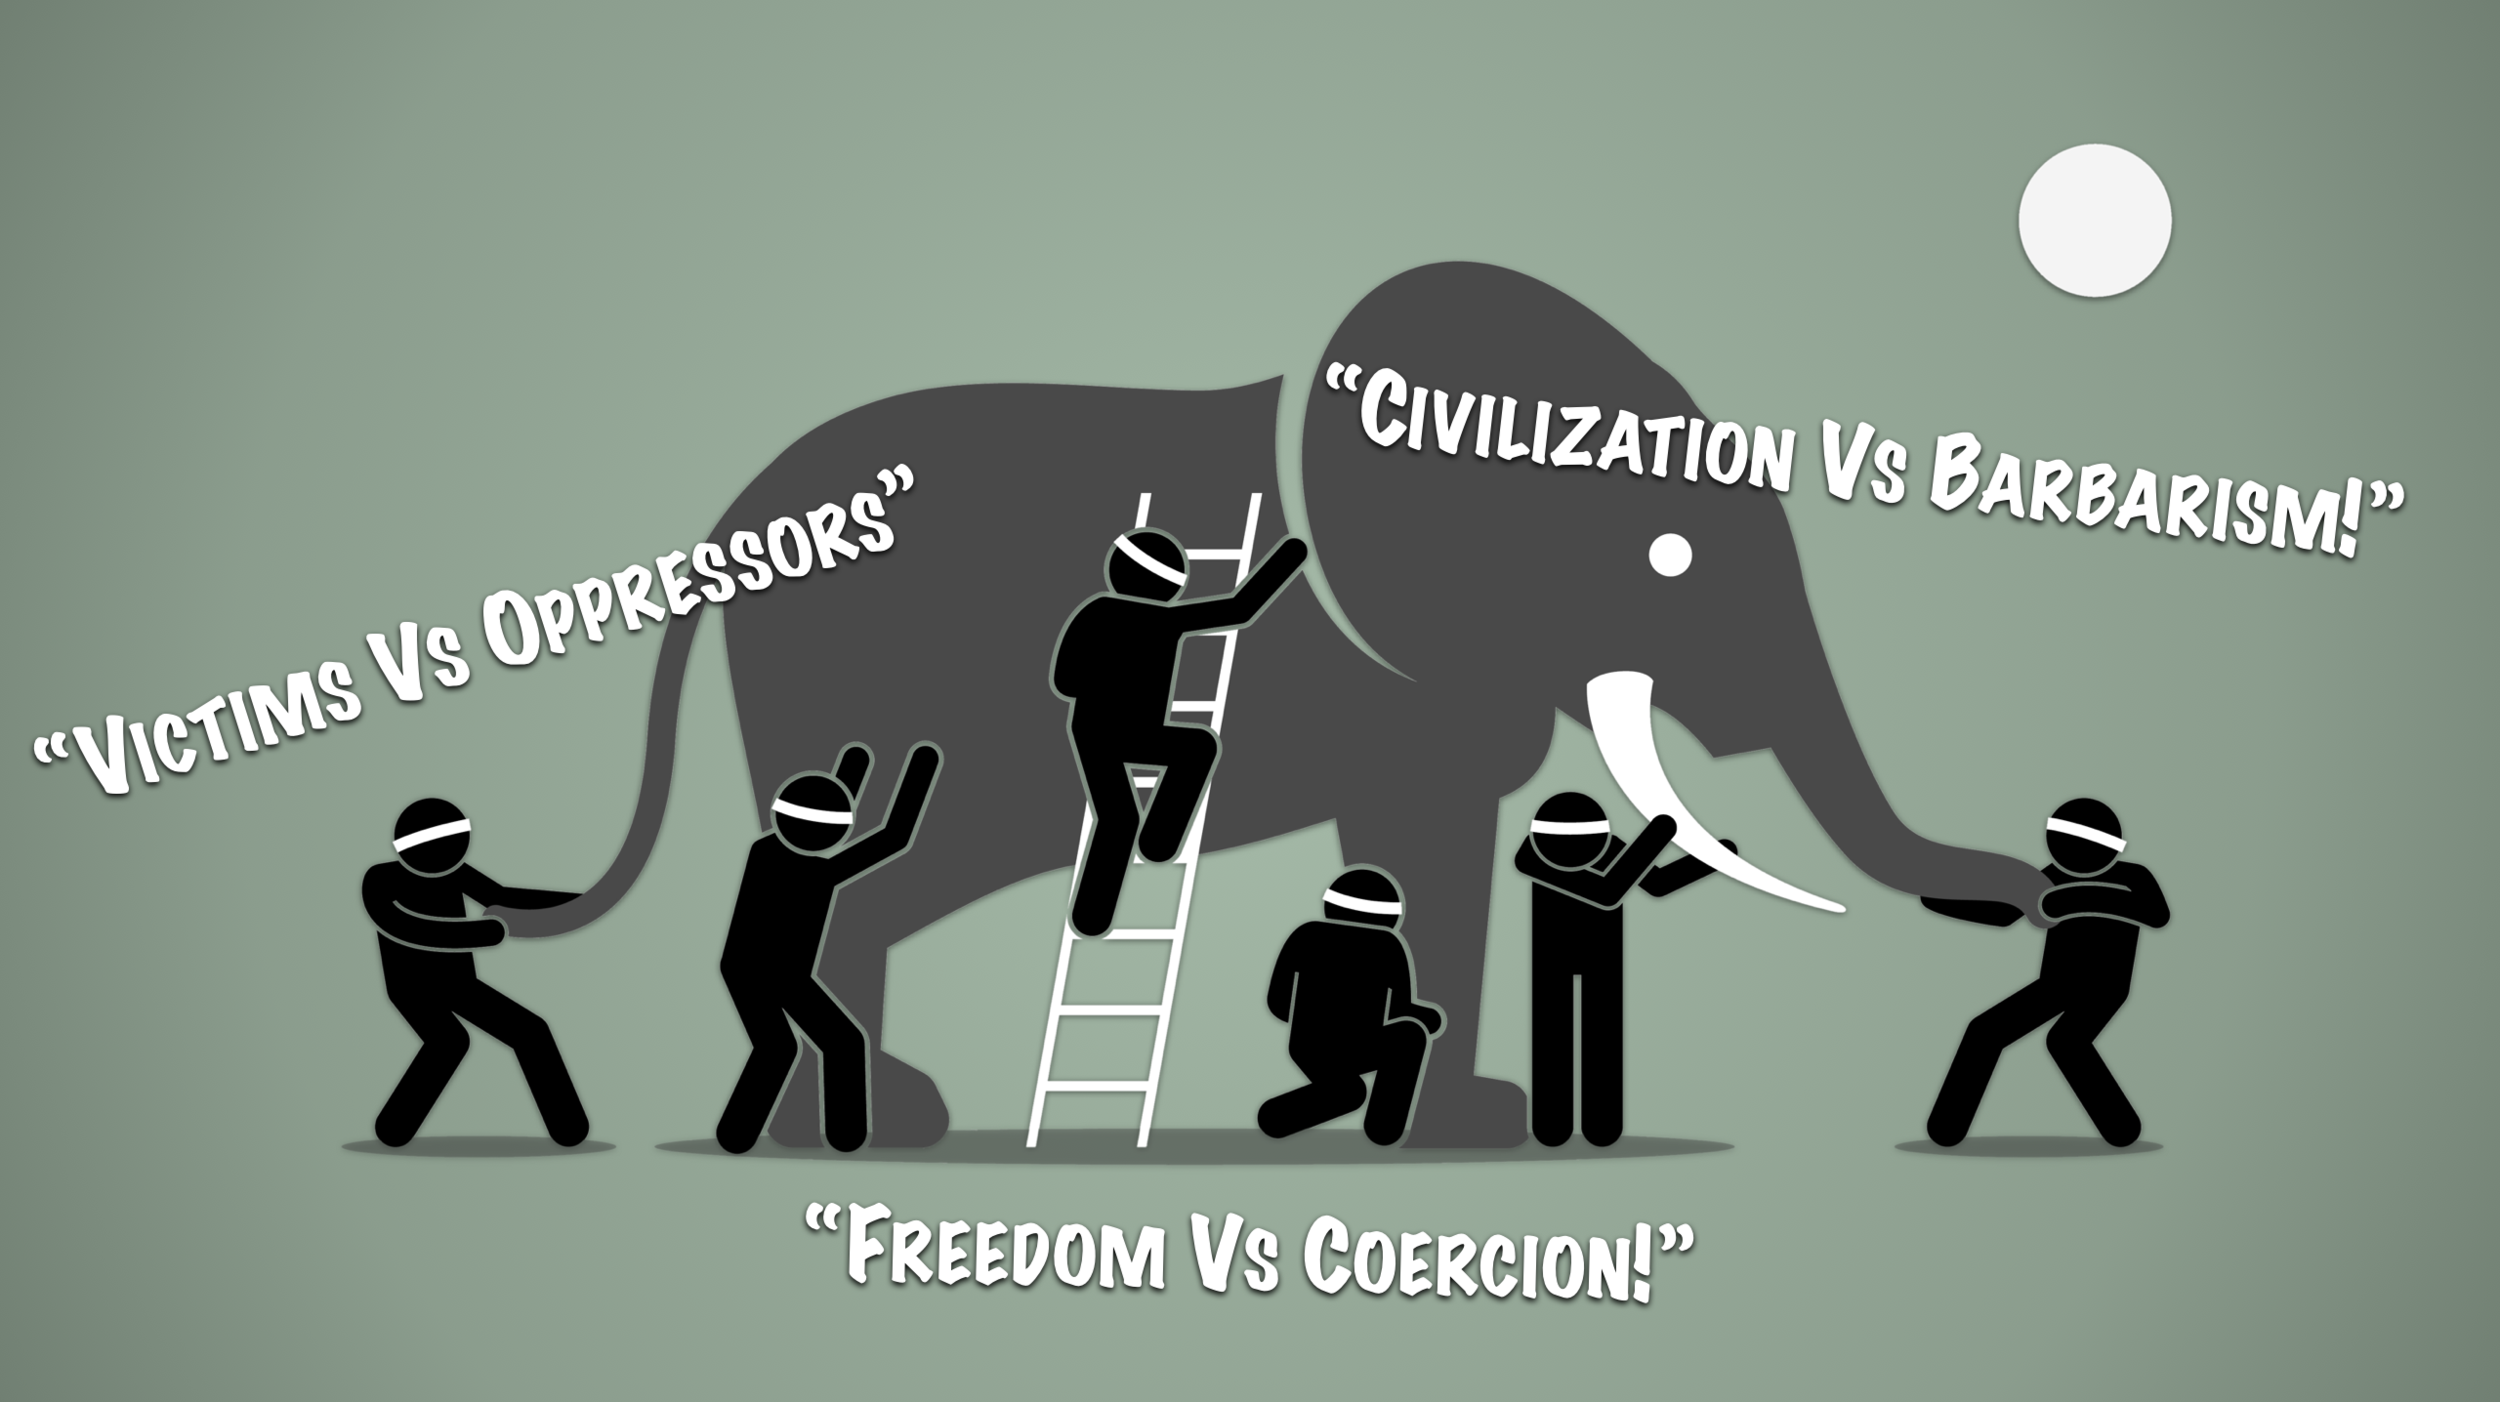 “Victims Vs Oppressors”
“Civilization Vs Barbarism!”
“Freedom Vs Coercion!”